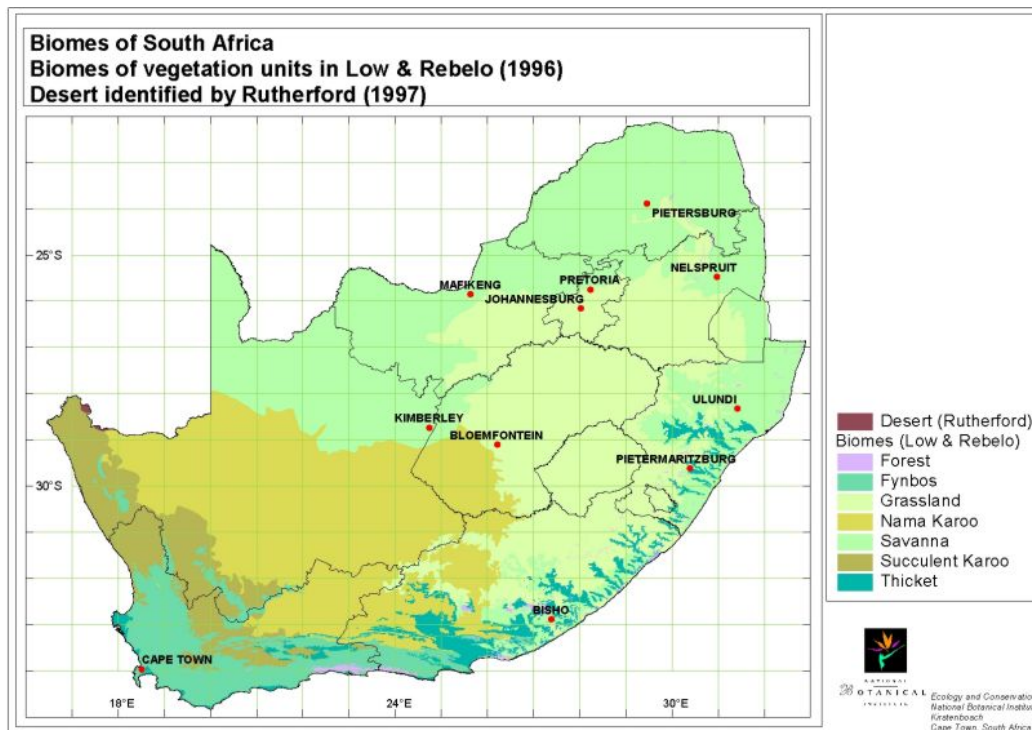 Biomes of South Africa
Biomes of vegetation units in Low & Rebelo (1996)
Desert identified by Rutherford (1997)
PIETERSBURG
25°S
NELSPRUIT
PRETORIA
MAFIKENG
JOHANNESBURG
ULUNDI
KIMBERLEY
BLOEMFONTEIN
PIETERMARITZBURG
30°S
BISHO
CAPE TOWN
18°E
24°E
30°E
Desert (Rutherford)
Biomes (Low & Rebelo)
Forest
Fynbos
Grassland
Nama Karoo
Savanna
Succulent Karoo
Thicket
NATIONAL
BOTANICAL
INSTITUTE
Ecology and Conservation
National Botanical Institu
Kirstenbosch
Cape Town, South Africa